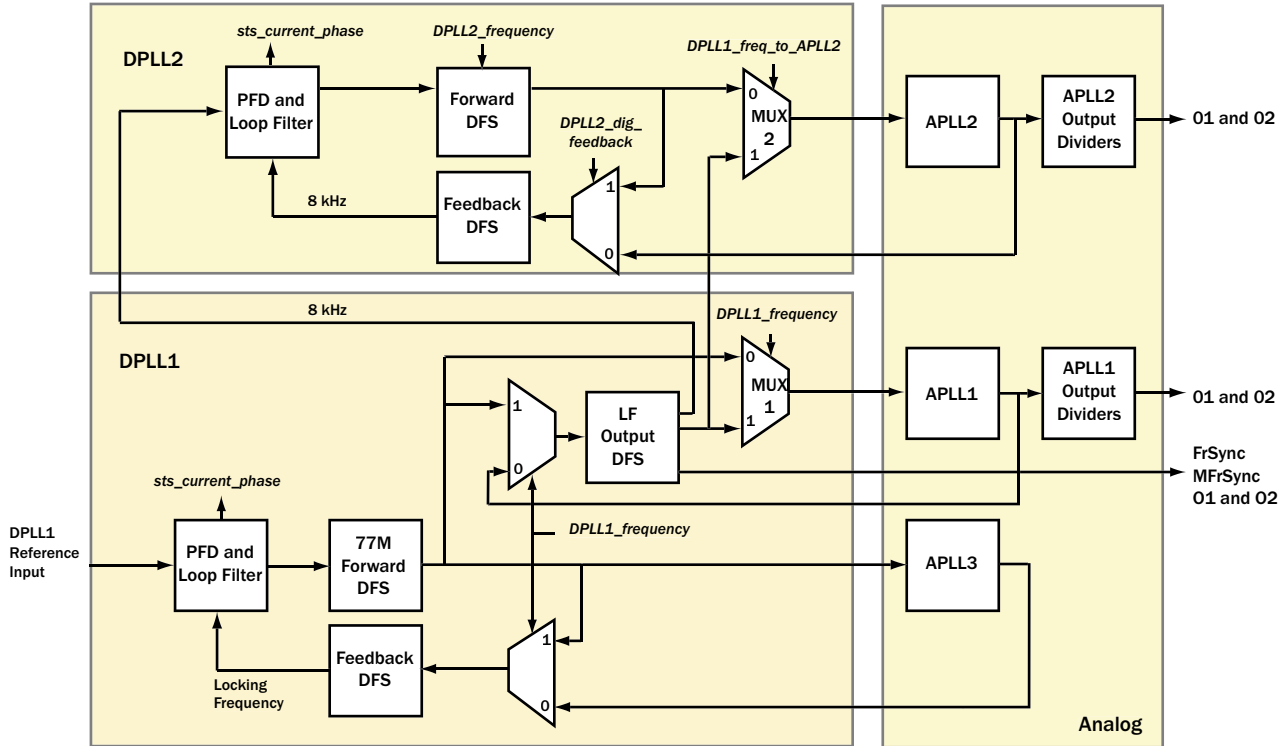 DPLL2
sts_current_phase
PFD and
Loop Filter
DPLL2_frequency
Forward
DFS
DPLL2_dig_
feedback
1
0
Feedback
DFS
8 kHz
DPLL1_freq_to_APLL2
0
MUX
2
1
APLL2
APLL2
Output
Dividers
O1 and O2
8 kHz
DPLL1
DPLL1_frequency
0
MUX
1
1
1
0
LF
Output
DFS
APLL1
APLL1
Output
Dividers
O1 and O2
FrSync
MFrSync
O1 and O2
sts_current_phase
DPLL1
Reference
Input
PFD and
Loop Filter
77M
Forward
DFS
DPLL1_frequency
APLL3
Feedback
DFS
1
0
Locking
Frequency
Analog